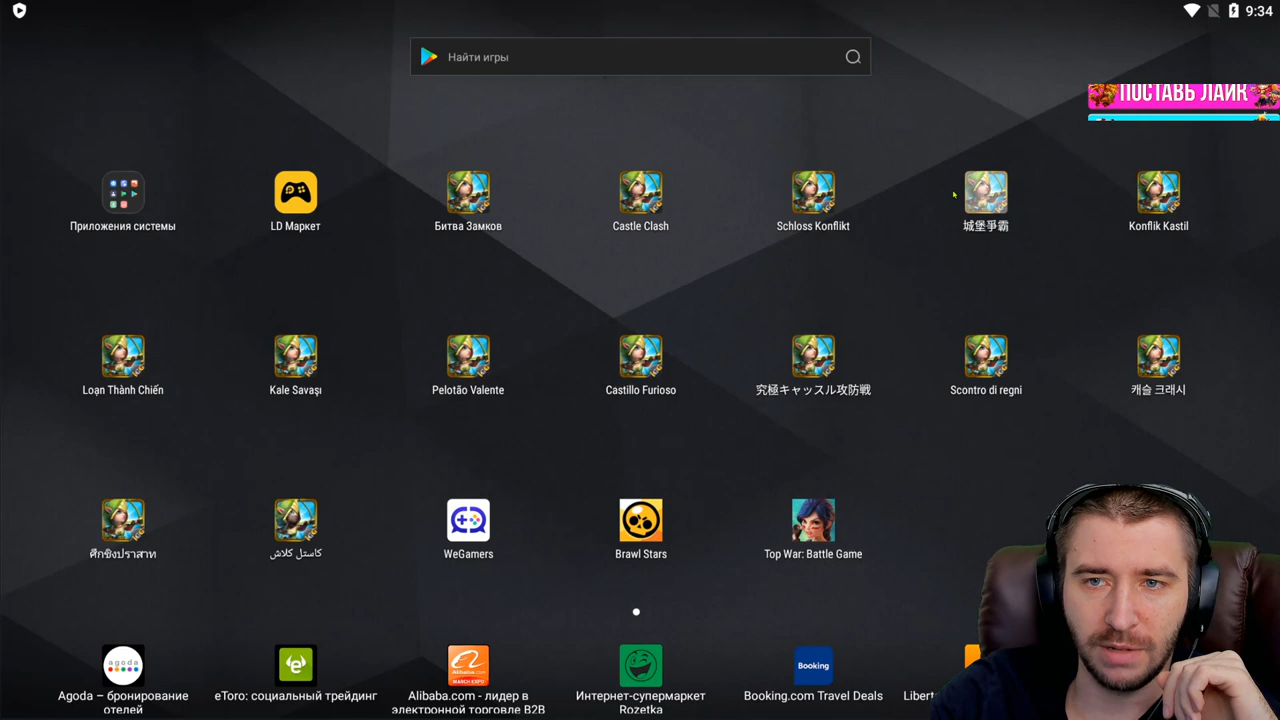 9:34
Найти игры
ПОСТАВЬ ЛАЙК
Приложения системы
LD Маркет
Битва Замков
Castle Clash
Schloss Konflikt
城堡爭霸
Konflik Kastil
Loạn Thành Chiến
Kale Savaşı
Pelotão Valente
Castillo Furioso
究極キャッスル攻防戦
Scontro di regni
캐슬 크래시
ศึกชิงปราสาท
كاستل كلاش
WeGamers
Brawl Stars
Top War: Battle Game
Agoda – бронирование
отелей
eToro: социальный трейдинг
Alibaba.com - лидер в
электронной торговле B2B
Интернет-супермаркет
Rozetka
Booking
Booking.com Travel Deals